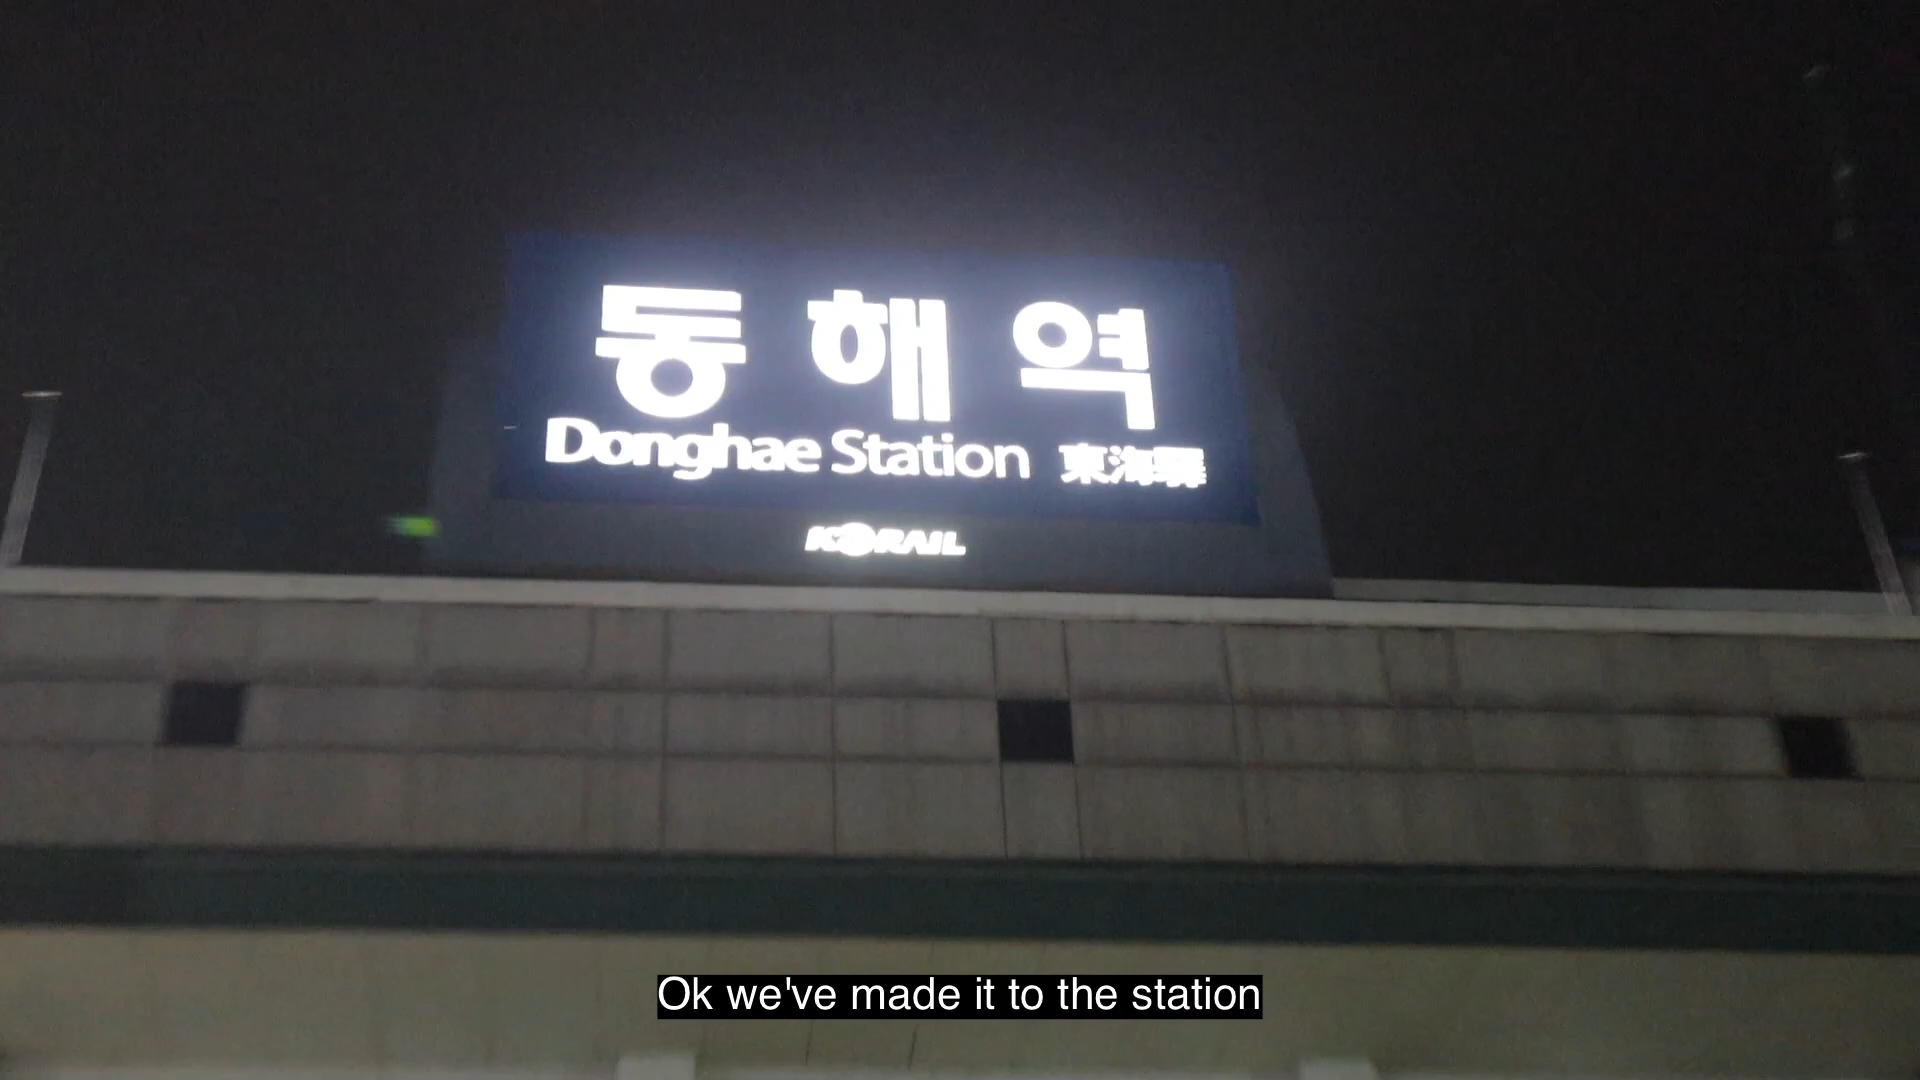 동해역
Donghae Station 東海驛
KORAIL
Ok we've made it to the station